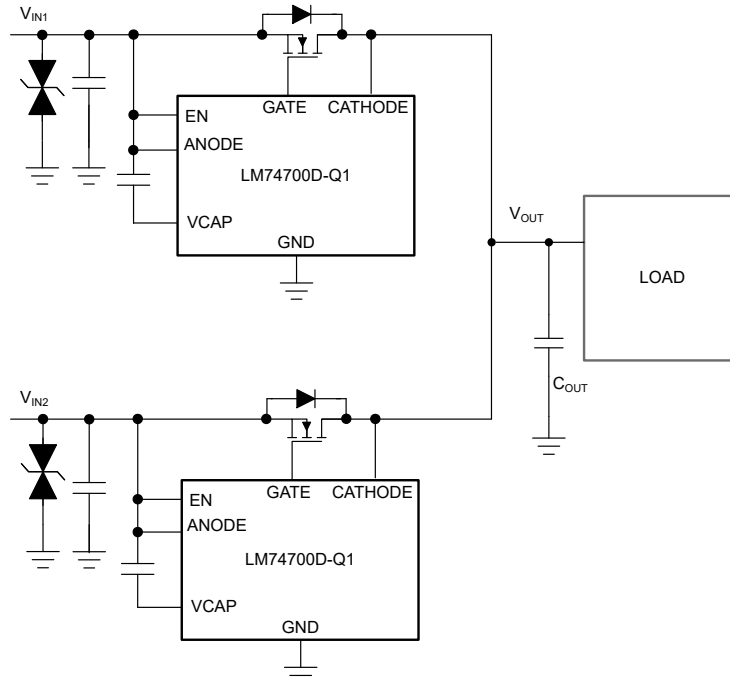 VIN1
GATE CATHODE
EN
ANODE
LM74700D-Q1
VCAP
GND
VOUT
LOAD
COUT
VIN2
GATE CATHODE
EN
ANODE
LM74700D-Q1
VCAP
GND